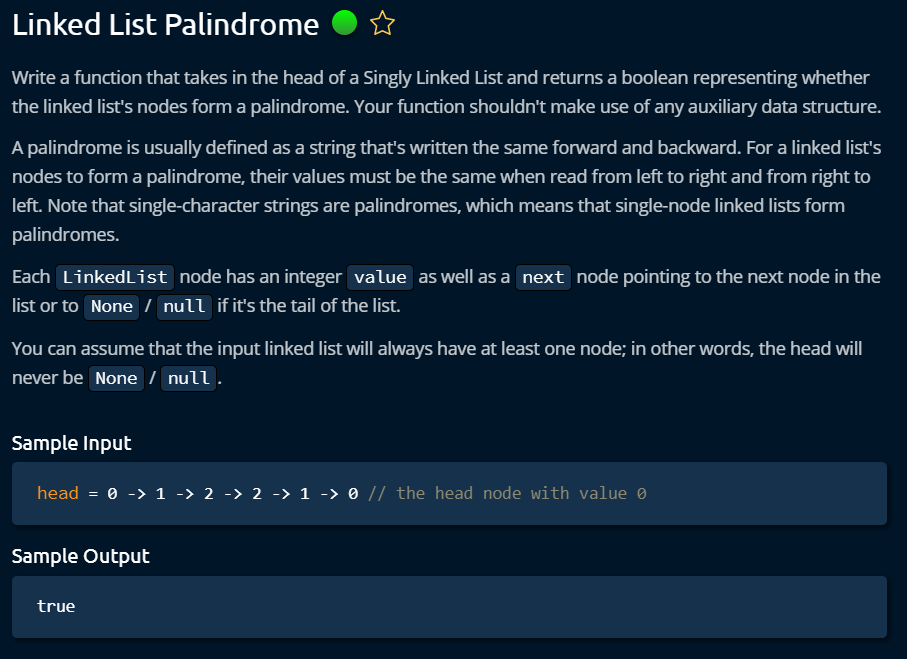 Linked List Palindrome
Write a function that takes in the head of a Singly Linked List and returns a boolean representing whether
the linked list's nodes form a palindrome. Your function shouldn't make use of any auxiliary data structure.
A palindrome is usually defined as a string that's written the same forward and backward. For a linked list's
nodes to form a palindrome, their values must be the same when read from left to right and from right to
left. Note that single-character strings are palindromes, which means that single-node linked lists form
palindromes.
Each LinkedList node has an integer value as well as a next node pointing to the next node in the
list or to None / null if it's the tail of the list.
You can assume that the input linked list will always have at least one node; in other words, the head will
never be None / null.
Sample Input
head = 0 -> 1 -> 2 -> 2 -> 1 -> 0 // the head node with value 0
Sample Output
true